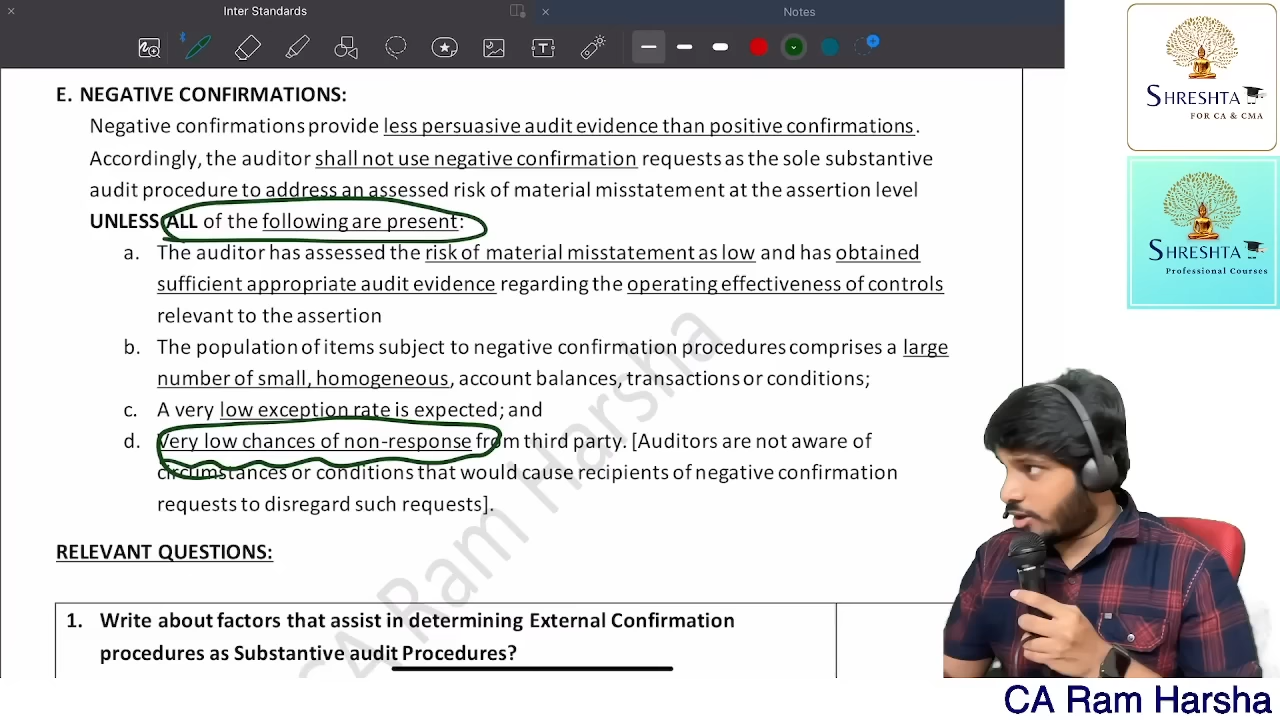 Inter Standards
Notes
E. NEGATIVE CONFIRMATIONS:
Negative confirmations provide less persuasive audit evidence than positive confirmations.
Accordingly, the auditor shall not use negative confirmation requests as the sole substantive
audit procedure to address an assessed risk of material misstatement at the assertion level
UNLESS ALL of the following are present:
a. The auditor has assessed the risk of material misstatement as low and has obtained
sufficient appropriate audit evidence regarding the operating effectiveness of controls
relevant to the assertion
b. The population of items subject to negative confirmation procedures comprises a large
number of small, homogeneous, account balances, transactions or conditions;
c. A very low exception rate is expected; and
d. Very low chances of non-response from third party. [Auditors are not aware of
circumstances or conditions that would cause recipients of negative confirmation
requests to disregard such requests].
RELEVANT QUESTIONS:
1. Write about factors that assist in determining External Confirmation
procedures as Substantive audit Procedures?
CA Ram Harsha
SHRESHTA
FOR CA & CMA
SHRESHTA
Professional Courses
CA Ram Harsha